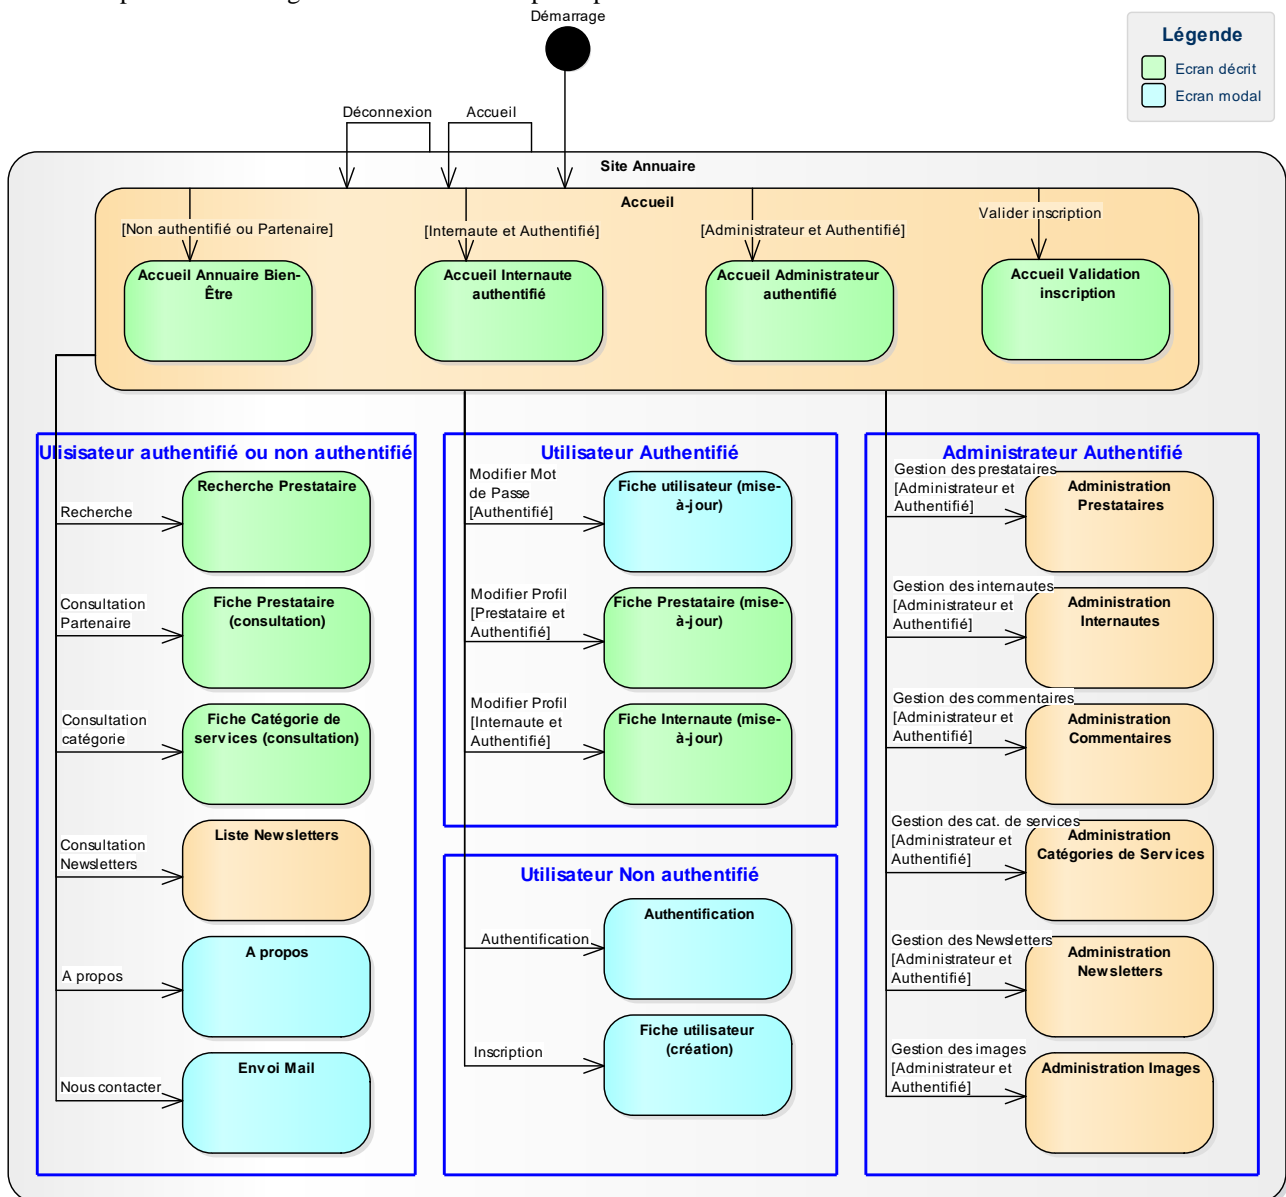 Démarrage
Légende
Ecran décrit
Ecran modal
Déconnexion
Accueil
Site Annuaire
Accueil
[Non authentifié ou Partenaire]
[Internaute et Authentifié]
[Administrateur et Authentifié]
Valider inscription
Accueil Annuaire Bien-
Être
Accueil Internaute
authentifié
Accueil Administrateur
authentifié
Accueil Validation
inscription
Ulisisateur authentifié ou non authentifié
Recherche
Recherche Prestataire
Consultation
Partenaire
Fiche Prestataire
(consultation)
Consultation
catégorie
Fiche Catégorie de
services (consultation)
Consultation
Newsletters
Liste Newsletters
A propos
A propos
Nous contacter
Envoi Mail
Utilisateur Authentifié
Modifier Mot
de Passe
[Authentifié]
Fiche utilisateur (mise-
à-jour)
Modifier Profil
[Prestataire et
Authentifié]
Fiche Prestataire (mise-
à-jour)
Modifier Profil
[Internaute et
Authentifié]
Fiche Internaute (mise-
à-jour)
Utilisateur Non authentifié
Authentification
Authentification
Inscription
Fiche utilisateur
(création)
Administrateur Authentifié
Gestion des prestataires
[Administrateur et
Authentifié]
Administration
Prestataires
Gestion des internautes
[Administrateur et
Authentifié]
Administration
Internautes
Gestion des commentaires
[Administrateur et
Authentifié]
Administration
Commentaires
Gestion des cat. de services
[Administrateur et
Authentifié]
Administration
Catégories de Services
Gestion des Newsletters
[Administrateur et
Authentifié]
Administration
Newsletters
Gestion des images
[Administrateur et
Authentifié]
Administration Images